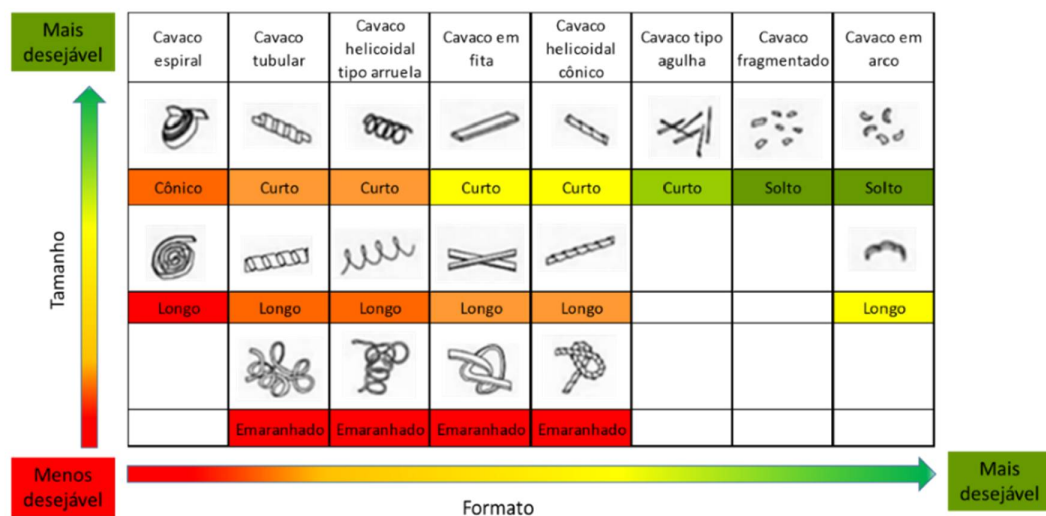 Mais
desejável
Cavaco
espiral
Cavaco
tubular
Cavaco
helicoidal
tipo arruela
Cavaco em
fita
Cavaco
helicoidal
cônico
Cavaco tipo
agulha
Cavaco
fragmentado
Cavaco em
arco
Cônico
Curto
Curto
Curto
Curto
Curto
Solto
Solto
Tamanho
Longo
Longo
Longo
Longo
Longo
Longo
Emaranhado
Emaranhado
Emaranhado
Emaranhado
Menos
desejável
Formato
Mais
desejável